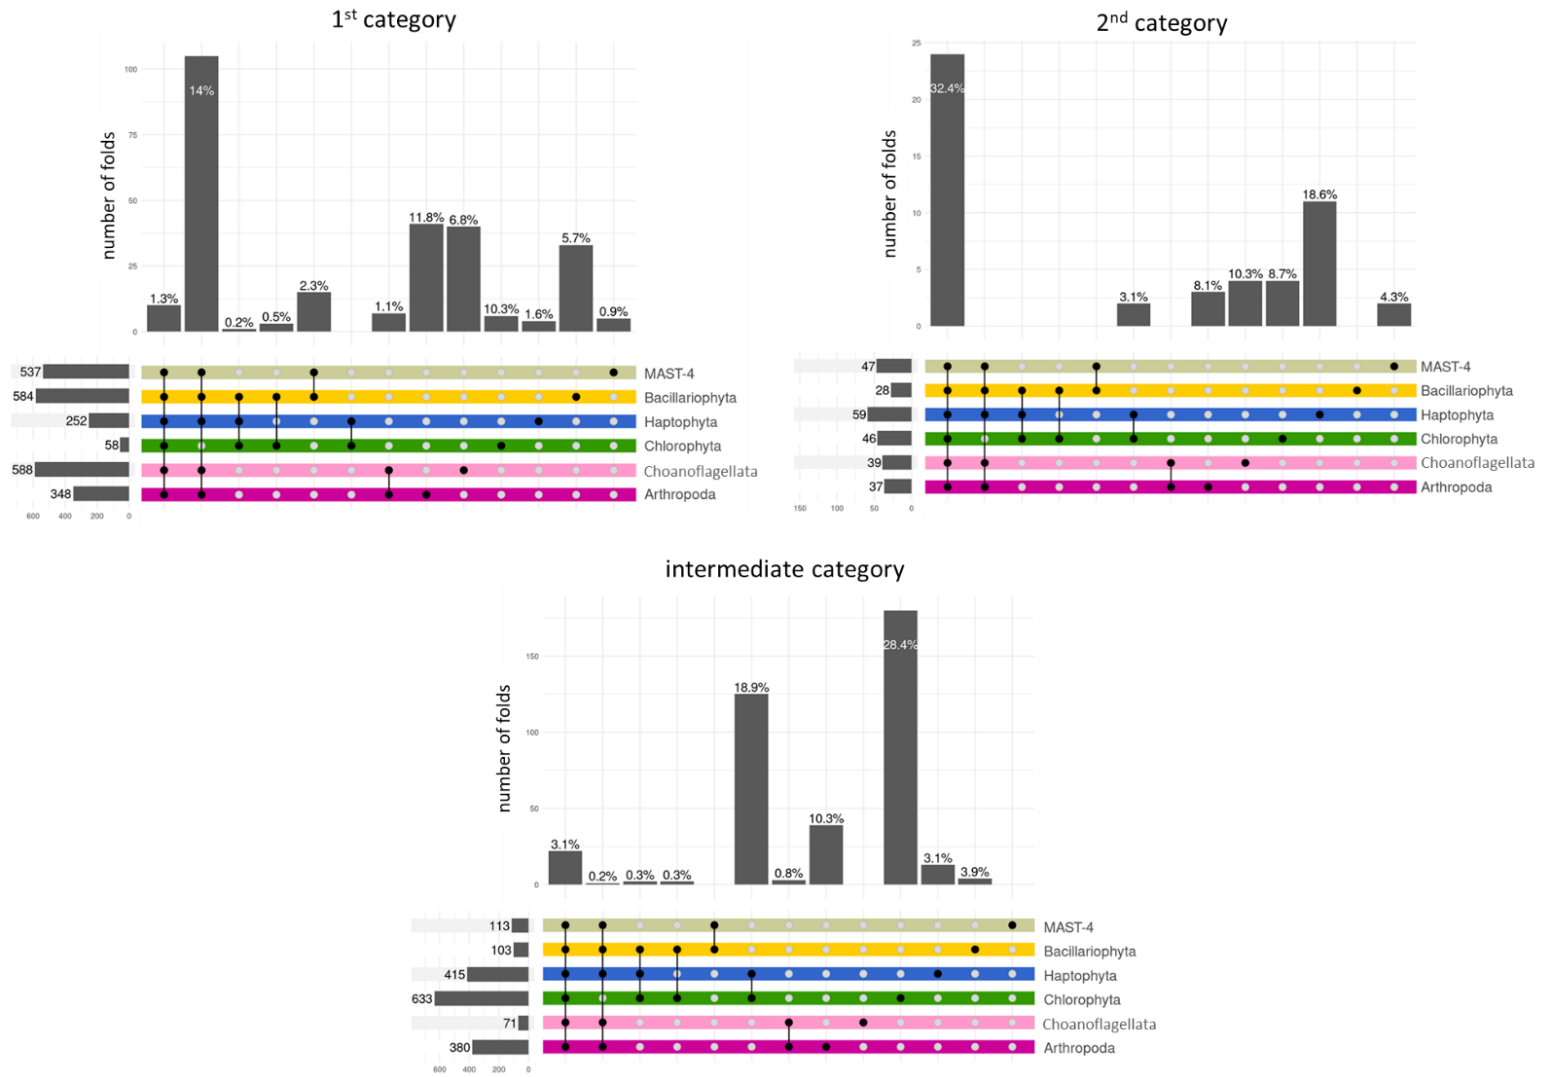 1st category
number of folds
100
75
50
25
0
14%
1.3%
0.2%
0.5%
2.3%
1.1%
11.8%
6.8%
10.3%
1.6%
5.7%
0.9%
537
584
252
58
588
348
600 400 200 0
MAST-4
Bacillariophyta
Haptophyta
Chlorophyta
Choanoflagellata
Arthropoda
2nd category
number of folds
25
20
15
10
5
0
32.4%
3.1%
8.1%
10.3%
8.7%
18.6%
4.3%
47
28
59
46
39
37
150 100 50 0
MAST-4
Bacillariophyta
Haptophyta
Chlorophyta
Choanoflagellata
Arthropoda
intermediate category
number of folds
150
100
50
0
3.1%
0.2%
0.3%
0.3%
18.9%
0.8%
10.3%
28.4%
3.1%
3.9%
113
103
415
633
71
380
600 400 200 0
MAST-4
Bacillariophyta
Haptophyta
Chlorophyta
Choanoflagellata
Arthropoda